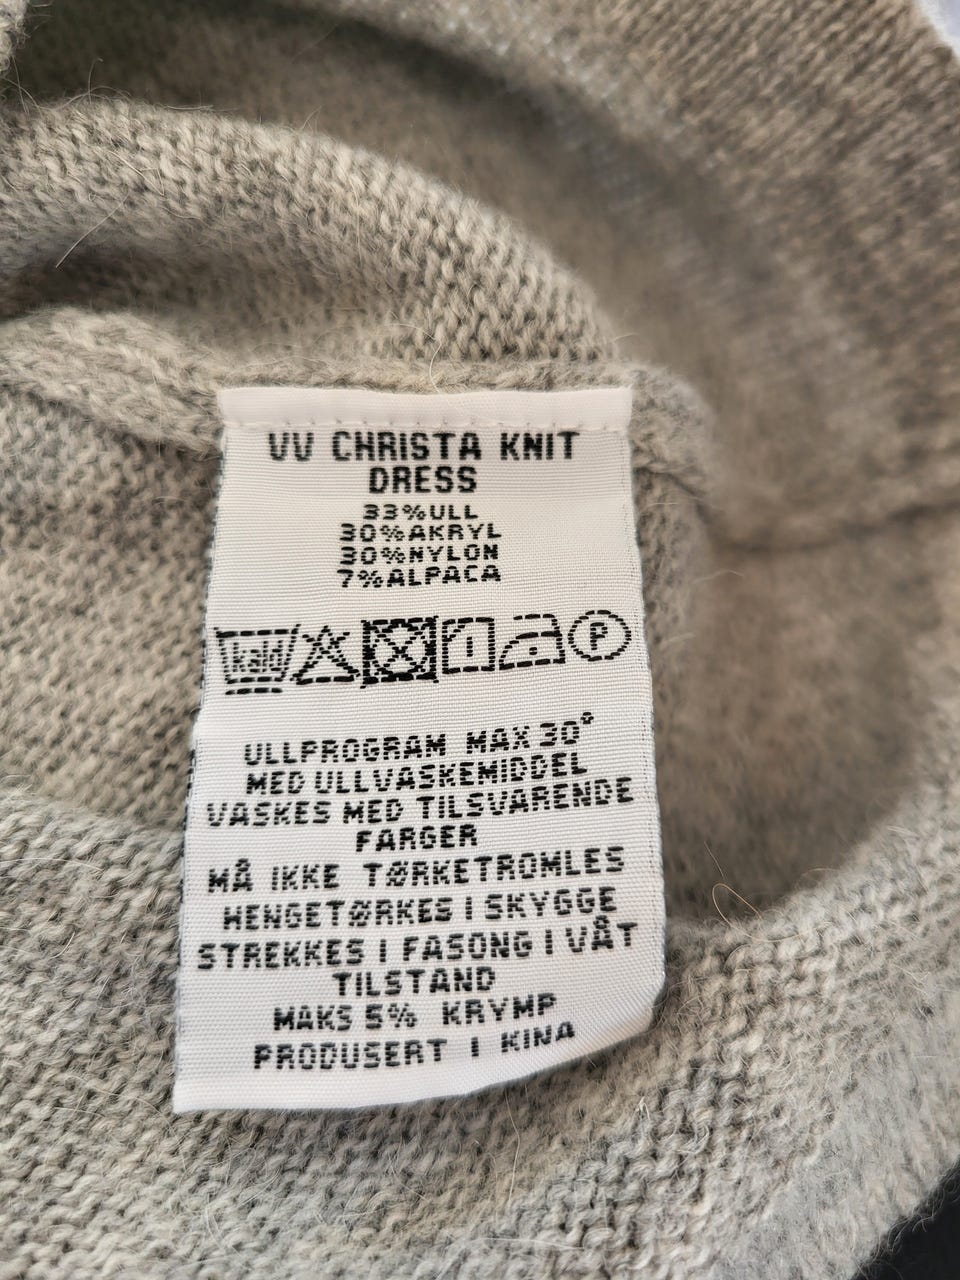 VV CHRISTA KNIT
DRESS
33%ULL
30%AKRYL
30%NYLON
7%ALPACA
kald P
ULLPROGRAM MAX 30°
MED ULLVASKEMIDDEL
VASKES MED TILSVARENDE
FARGER
MÅ IKKE TØRKETROMLES
HENGETØRKES I SKYGGE
STREKKES I FASONG I VÅT
TILSTAND
MAKS 5% KRYMP
PRODUSERT I KINA